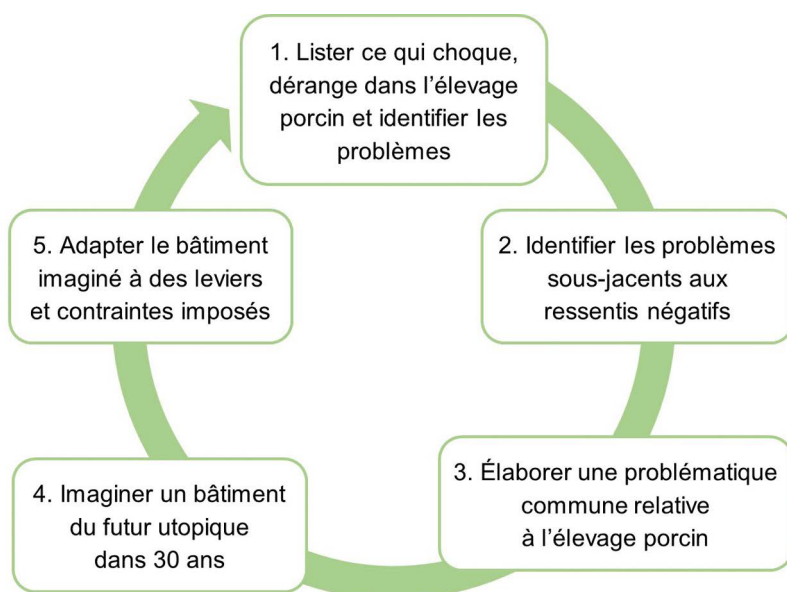 1. Lister ce qui choque,
dérange dans l’élevage
porcin et identifier les
problèmes
2. Identifier les problèmes
sous-jacents aux
ressentis négatifs
3. Élaborer une problématique
commune relative
à l’élevage porcin
4. Imaginer un bâtiment
du futur utopique
dans 30 ans
5. Adapter le bâtiment
imaginé à des leviers
et contraintes imposés